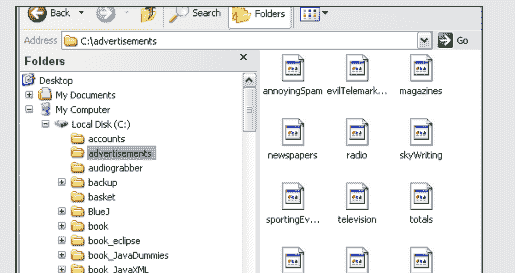 Back Search Folders
Address C:\advertisements Go
Folders
Desktop
My Documents
My Computer
Local Disk (C:)
accounts
advertisements
audiograbber
backup
basket
BlueJ
book
book_eclipse
book_JavaDummies
book_JavaXML
annoyingSpam evilTelemark... magazines
newspapers radio skyWriting
sportingEv... television totals